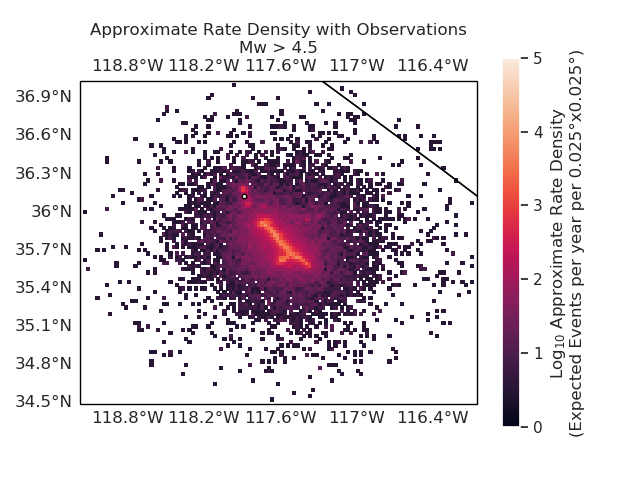 Approximate Rate Density with Observations
Mw > 4.5
118.8°W 118.2°W 117.6°W 117°W 116.4°W
36.9°N
36.6°N
36.3°N
36°N
35.7°N
35.4°N
35.1°N
34.8°N
34.5°N
118.8°W 118.2°W 117.6°W 117°W 116.4°W
5
4
3
2
1
0
Log₁₀ Approximate Rate Density
(Expected Events per year per 0.025°x0.025°)